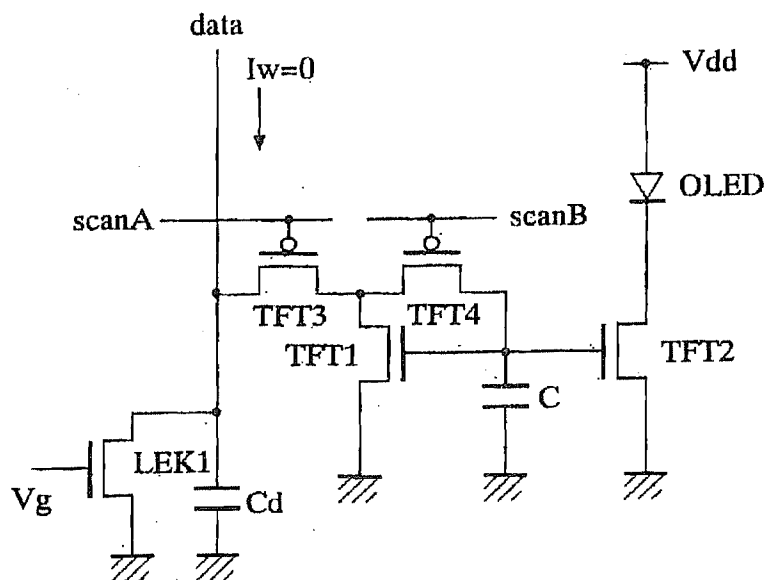 data
Iw=0
Vdd
OLED
scanA
scanB
TFT3
TFT4
TFT1
TFT2
C
LEK1
Vg
Cd